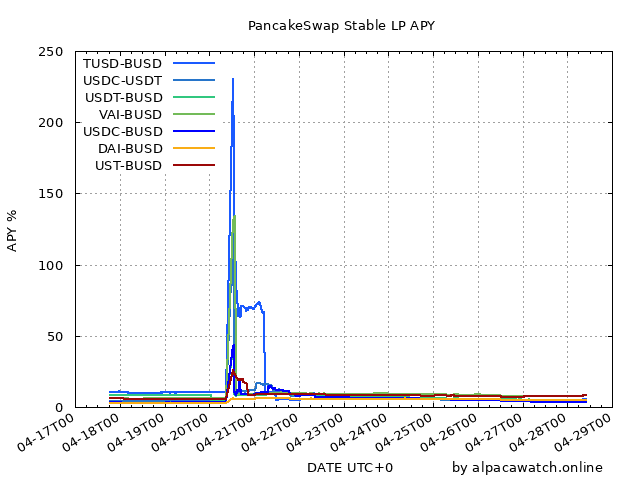 PancakeSwap Stable LP APY
APY %
250
200
150
100
50
0
TUSD-BUSD
USDC-USDT
USDT-BUSD
VAI-BUSD
USDC-BUSD
DAI-BUSD
UST-BUSD
04-17T00
04-18T00
04-19T00
04-20T00
04-21T00
04-22T00
04-23T00
04-24T00
04-25T00
04-26T00
04-27T00
04-28T00
04-29T00
DATE UTC+0
by alpacawatch.online